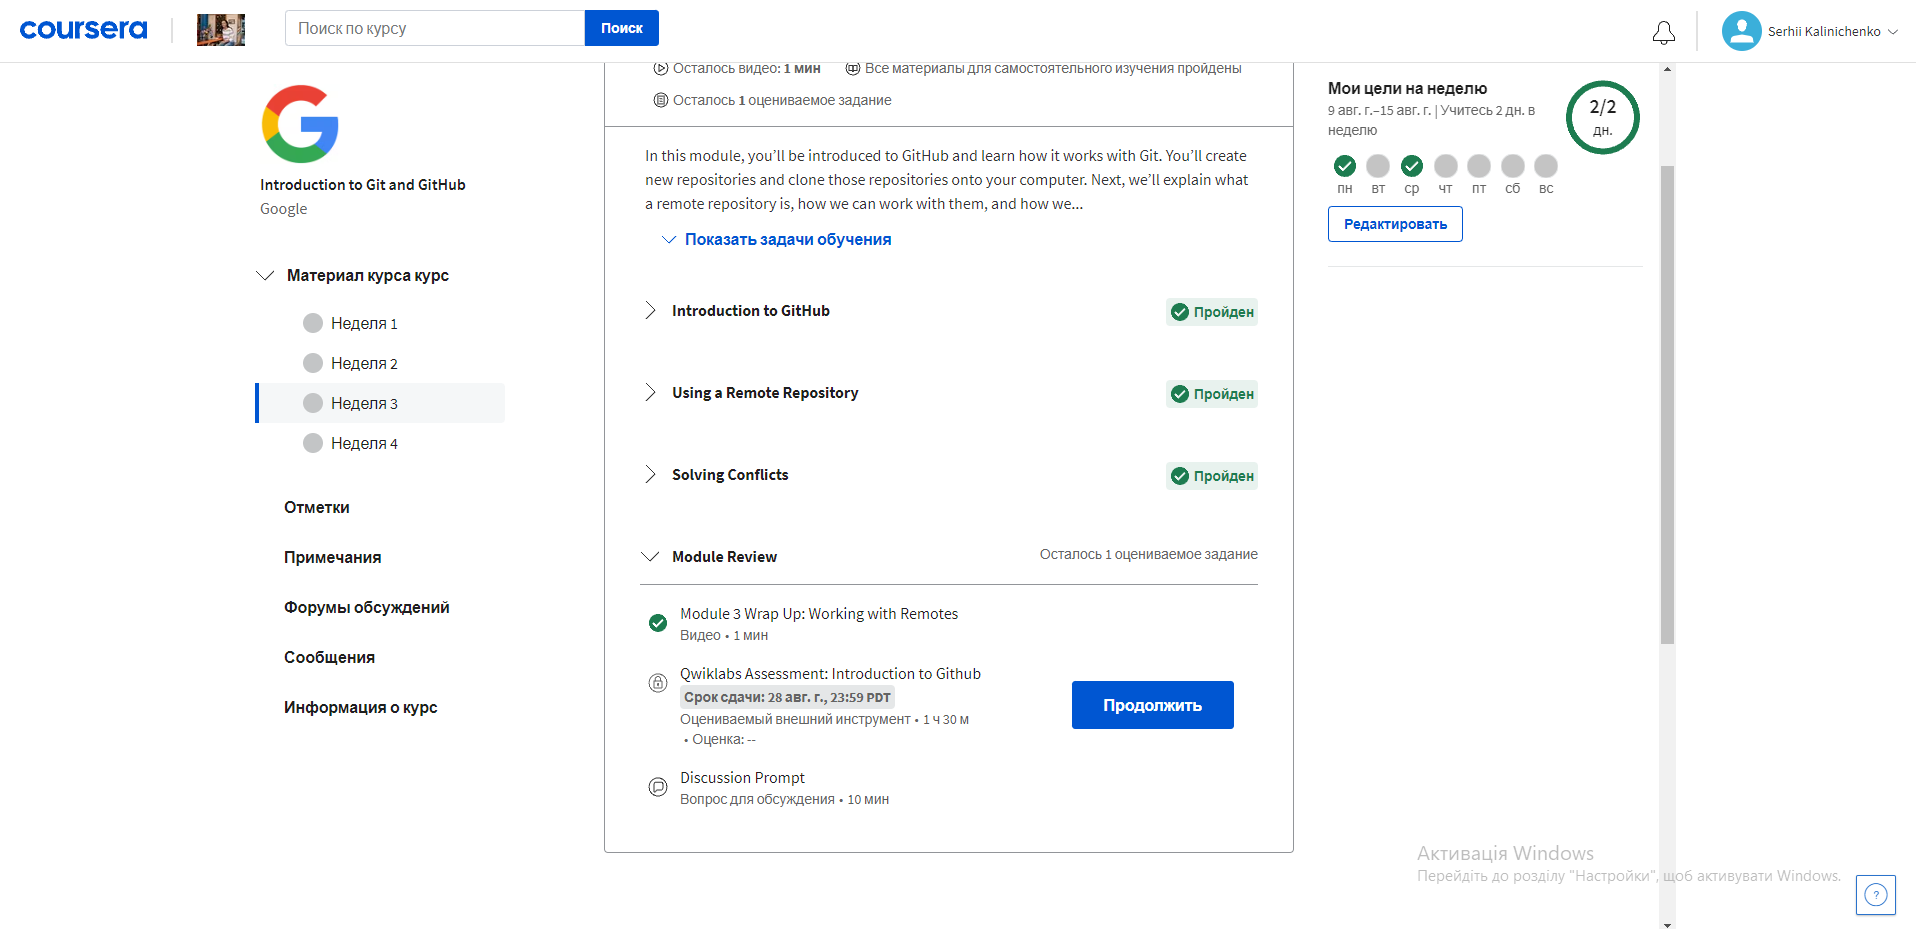 coursera
Поиск по курсу
Поиск
Serhii Kalinichenko
Introduction to Git and GitHub
Google
Материал курса курс
Неделя 1
Неделя 2
Неделя 3
Неделя 4
Отметки
Примечания
Форумы обсуждений
Сообщения
Информация о курс
Осталось видео: 1 мин
Все материалы для самостоятельного изучения пройдены
Осталось 1 оцениваемое задание
In this module, you’ll be introduced to GitHub and learn how it works with Git. You’ll create
new repositories and clone those repositories onto your computer. Next, we’ll explain what
a remote repository is, how we can work with them, and how we...
Показать задачи обучения
Introduction to GitHub
Пройден
Using a Remote Repository
Пройден
Solving Conflicts
Пройден
Module Review
Осталось 1 оцениваемое задание
Module 3 Wrap Up: Working with Remotes
Видео • 1 мин
Qwiklabs Assessment: Introduction to Github
Срок сдачи: 28 авг. г., 23:59 PDT
Оцениваемый внешний инструмент • 1 ч 30 м
• Оценка: --
Продолжить
Discussion Prompt
Вопрос для обсуждения • 10 мин
Мои цели на неделю
9 авг. г.–15 авг. г. | Учитесь 2 дн. в
неделю
2/2
дн.
пн вт ср чт пт сб вс
Редактировать
Активація Windows
Перейдіть до розділу "Настройки", щоб активувати Windows.
?